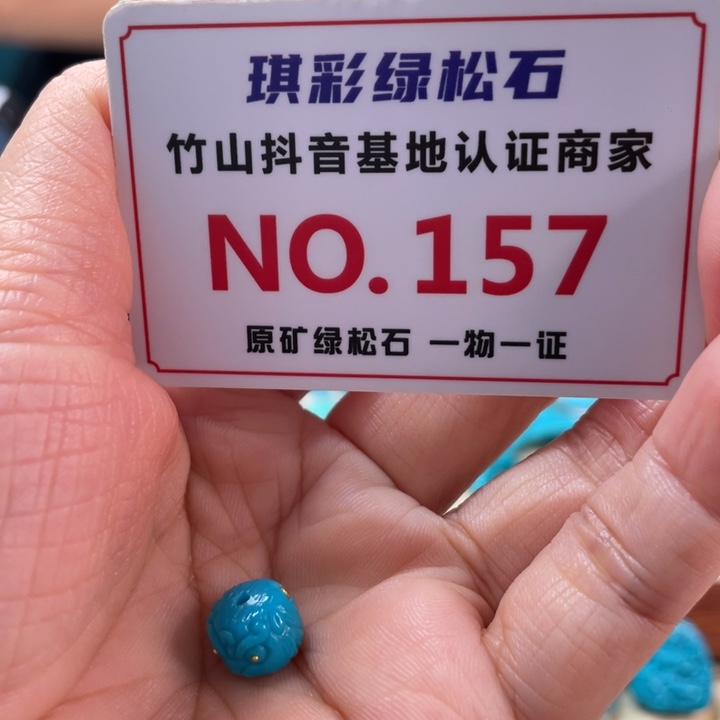 琪彩绿松石
竹山抖音基地认证商家
NO.157
原矿绿松石 一物一证